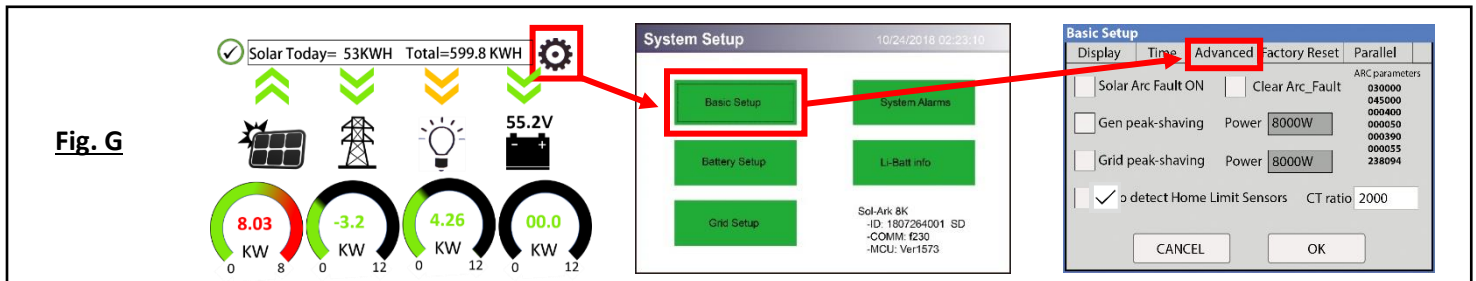 Fig. G
Solar Today= 53KWH Total=599.8 KWH
55.2V
- +
8.03
KW
0 8
-3.2
KW
0 12
4.26
KW
0 12
00.0
KW
0 12
System Setup 10/24/2018 02:23:10
Basic Setup
System Alarms
Battery Setup
Li-Batt info
Grid Setup
Sol-Ark 8K
-ID: 1807264001 SD
-COMM: f230
-MCU: Ver1573
Basic Setup
Display Time Advanced Factory Reset Parallel
Solar Arc Fault ON
Clear Arc_Fault
ARC parameters
030000
045000
000400
000050
000390
000055
238094
Gen peak-shaving Power 8000W
Grid peak-shaving Power 8000W
o detect Home Limit Sensors CT ratio 2000
CANCEL
OK